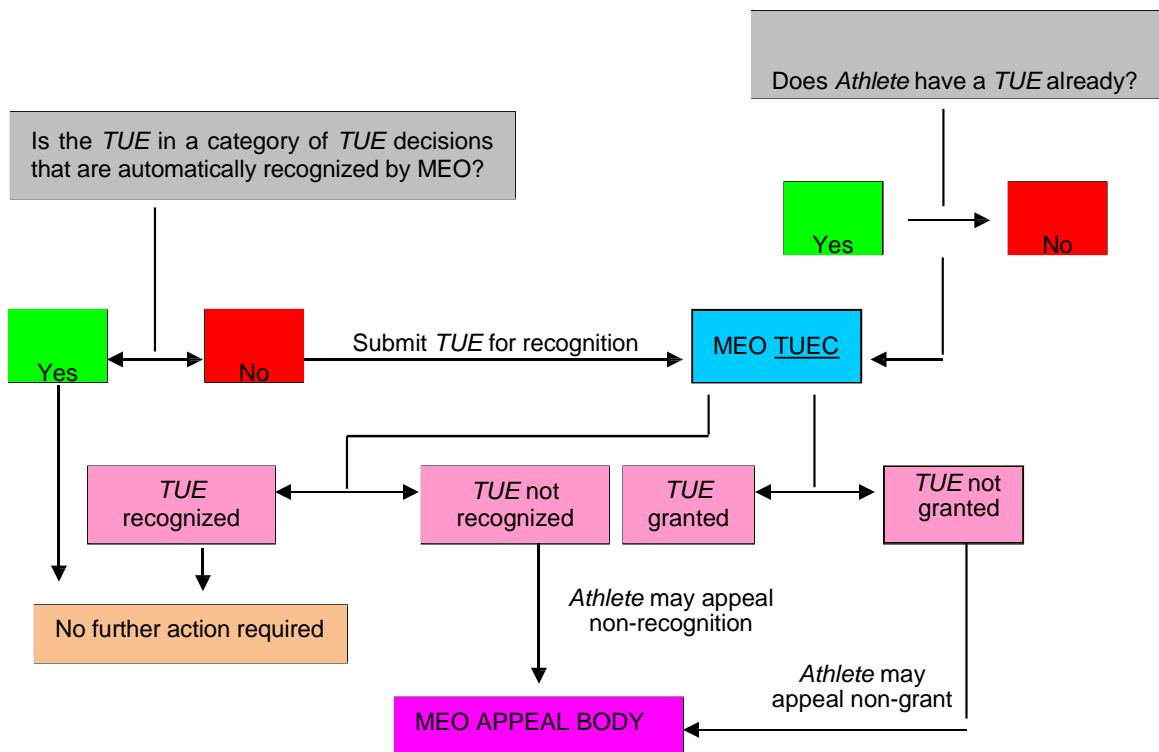 Does Athlete have a TUE already?
Is the TUE in a category of TUE decisions
that are automatically recognized by MEO?
Yes
No
Yes
No
Submit TUE for recognition
MEO TUEC
TUE
recognized
TUE not
recognized
TUE
granted
TUE not
granted
No further action required
Athlete may appeal
non-recognition
Athlete may
appeal non-grant
MEO APPEAL BODY